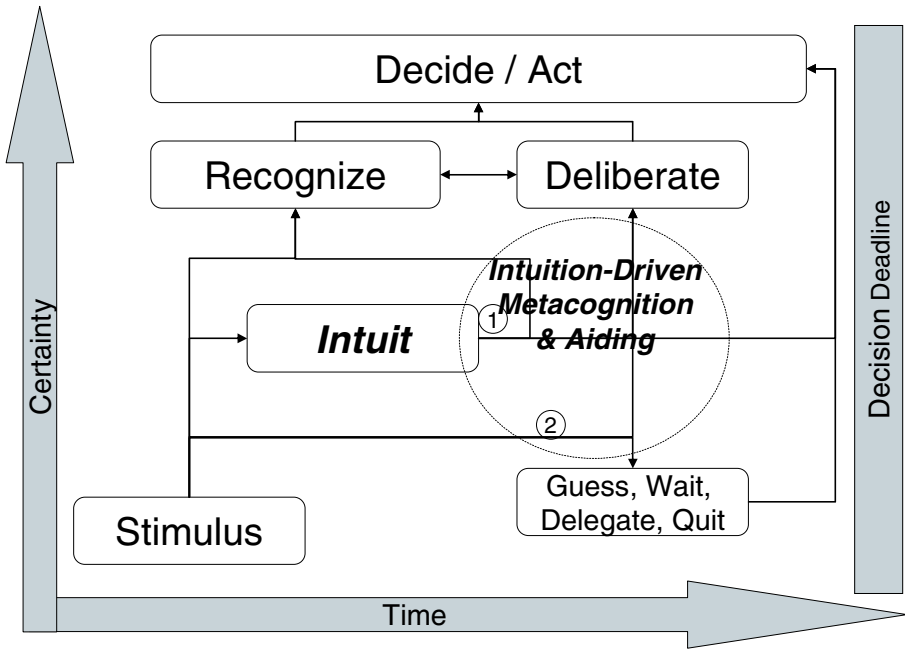 Decide / Act
Recognize
Deliberate
Intuition-Driven
Metacognition
& Aiding
1
Intuit
2
Guess, Wait,
Delegate, Quit
Stimulus
Certainty
Decision Deadline
Time